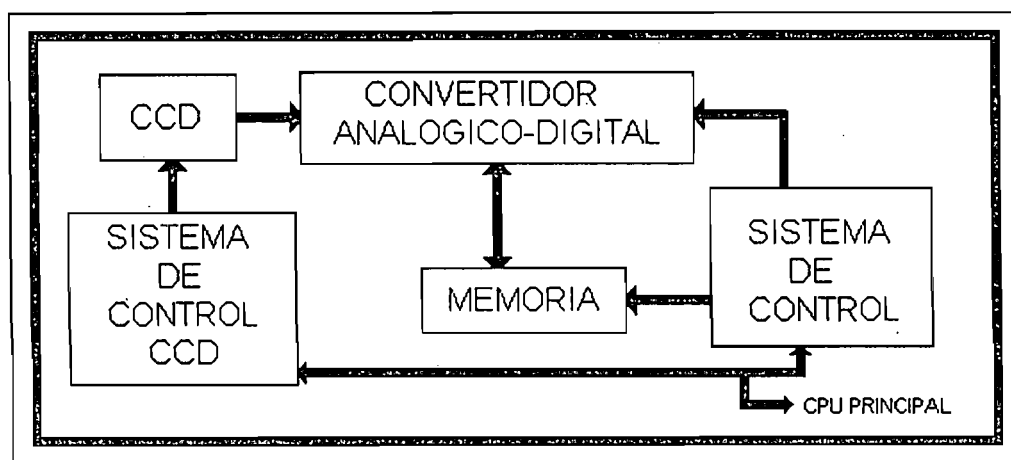 CCD
CONVERTIDOR
ANALOGICO-DIGITAL
SISTEMA
DE
CONTROL
CCD
MEMORIA
SISTEMA
DE
CONTROL
CPU PRINCIPAL